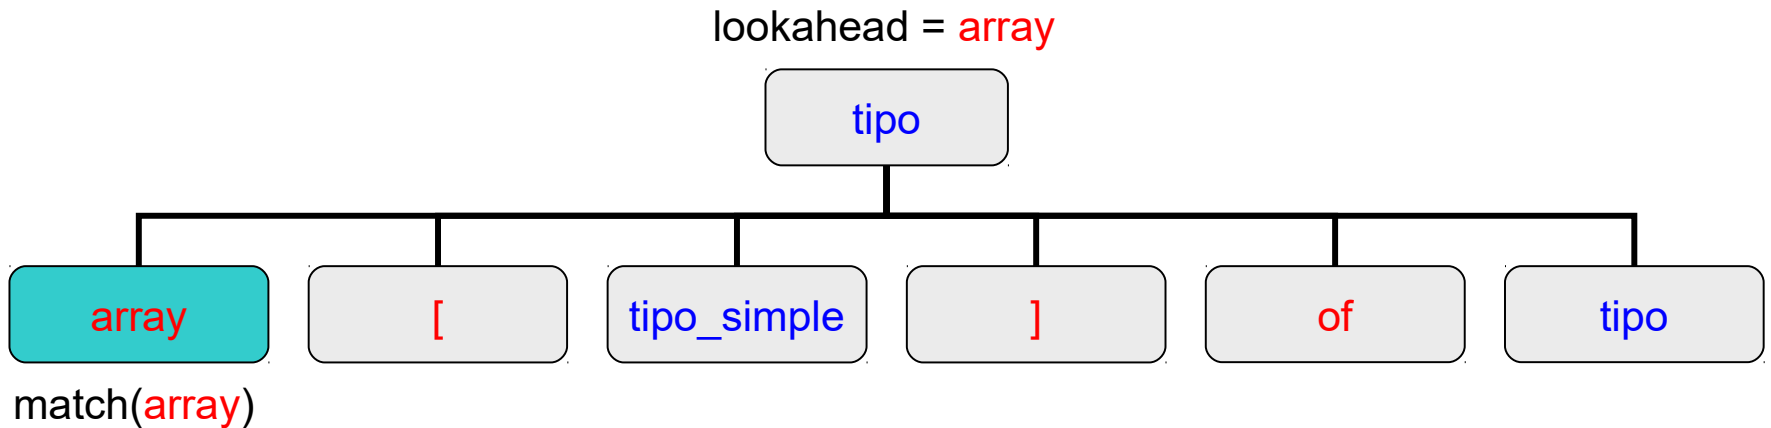 lookahead = array
tipo
array [ tipo_simple ] of tipo
match(array)